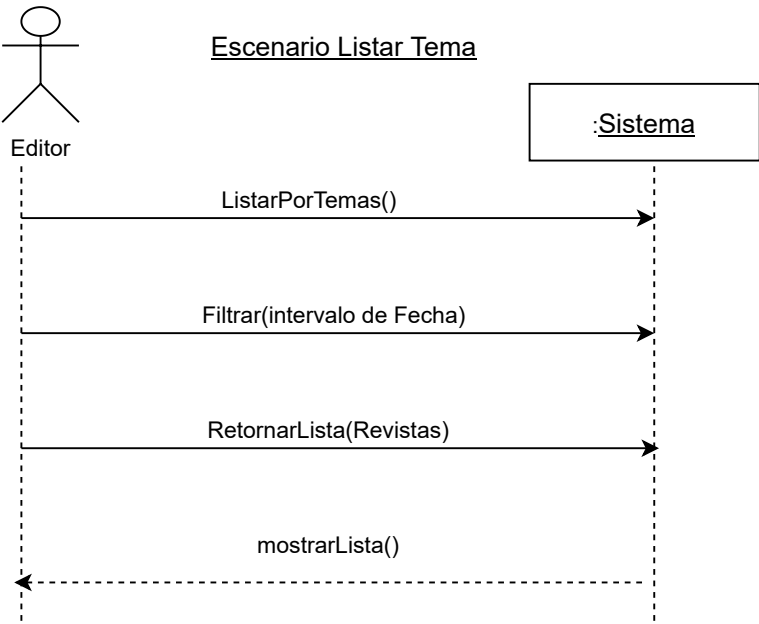 Escenario Listar Tema
:Sistema
Editor
ListarPorTemas()
Filtrar(intervalo de Fecha)
RetornarLista(Revistas)
mostrarLista()